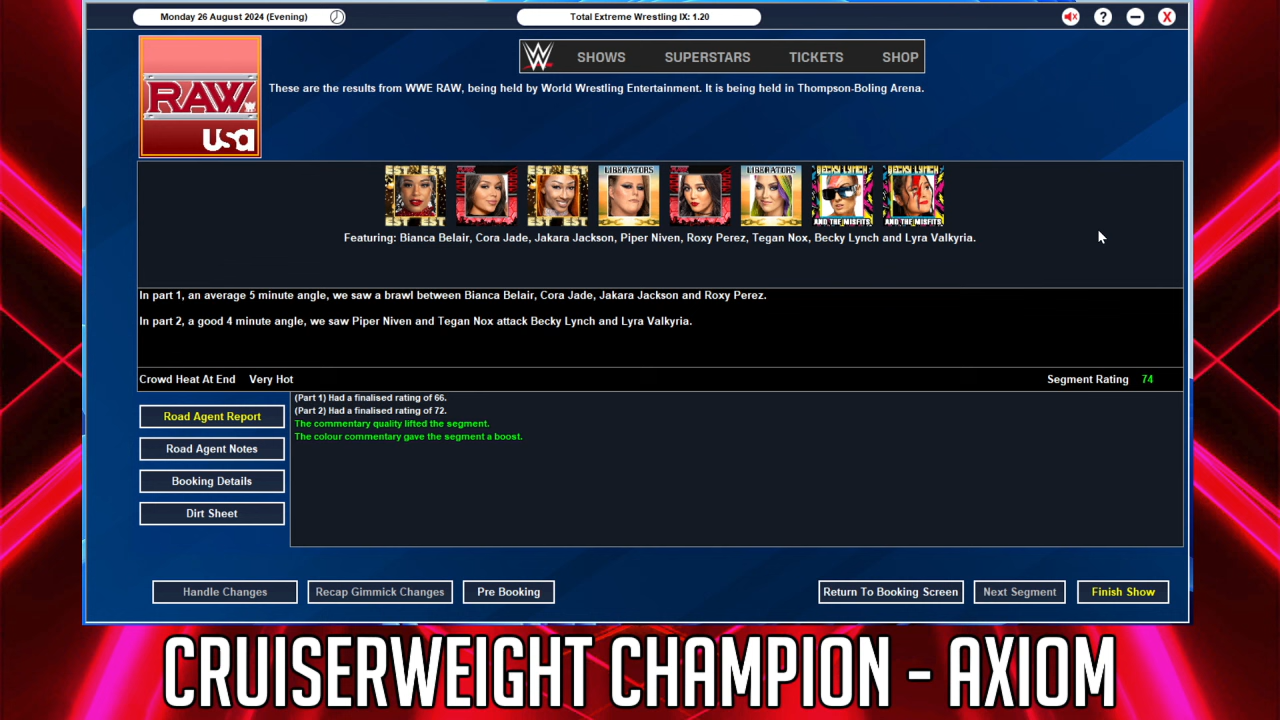 Monday 26 August 2024 (Evening)
Total Extreme Wrestling IX: 1.20
?
X
RAW
USA
W
SHOWS
SUPERSTARS
TICKETS
SHOP
These are the results from WWE RAW, being held by World Wrestling Entertainment. It is being held in Thompson-Boling Arena.
EST EST
EST EST
LIBERATORS
LIBERATORS
BECKY LYNCH
BECKY LYNCH
EST EST
EST EST
AND THE MISFITS
AND THE MISFITS
Featuring: Bianca Belair, Cora Jade, Jakara Jackson, Piper Niven, Roxy Perez, Tegan Nox, Becky Lynch and Lyra Valkyria.
In part 1, an average 5 minute angle, we saw a brawl between Bianca Belair, Cora Jade, Jakara Jackson and Roxy Perez.
In part 2, a good 4 minute angle, we saw Piper Niven and Tegan Nox attack Becky Lynch and Lyra Valkyria.
Crowd Heat At End Very Hot
Segment Rating 74
Road Agent Report
Road Agent Notes
Booking Details
Dirt Sheet
(Part 1) Had a finalised rating of 66.
(Part 2) Had a finalised rating of 72.
The commentary quality lifted the segment.
The colour commentary gave the segment a boost.
Handle Changes
Recap Gimmick Changes
Pre Booking
Return To Booking Screen
Next Segment
Finish Show
CRUISERWEIGHT CHAMPION - AXIOM